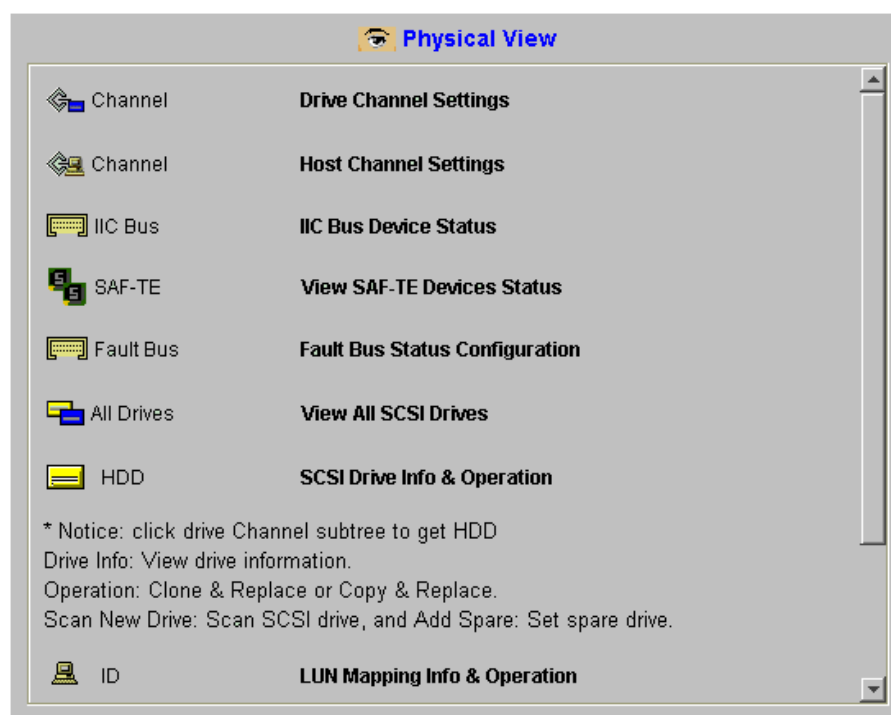 Physical View
Channel Drive Channel Settings
Channel Host Channel Settings
IIC Bus IIC Bus Device Status
SAF-TE View SAF-TE Devices Status
Fault Bus Fault Bus Status Configuration
All Drives View All SCSI Drives
HDD SCSI Drive Info & Operation
* Notice: click drive Channel subtree to get HDD
Drive Info: View drive information.
Operation: Clone & Replace or Copy & Replace.
Scan New Drive: Scan SCSI drive, and Add Spare: Set spare drive.
ID LUN Mapping Info & Operation